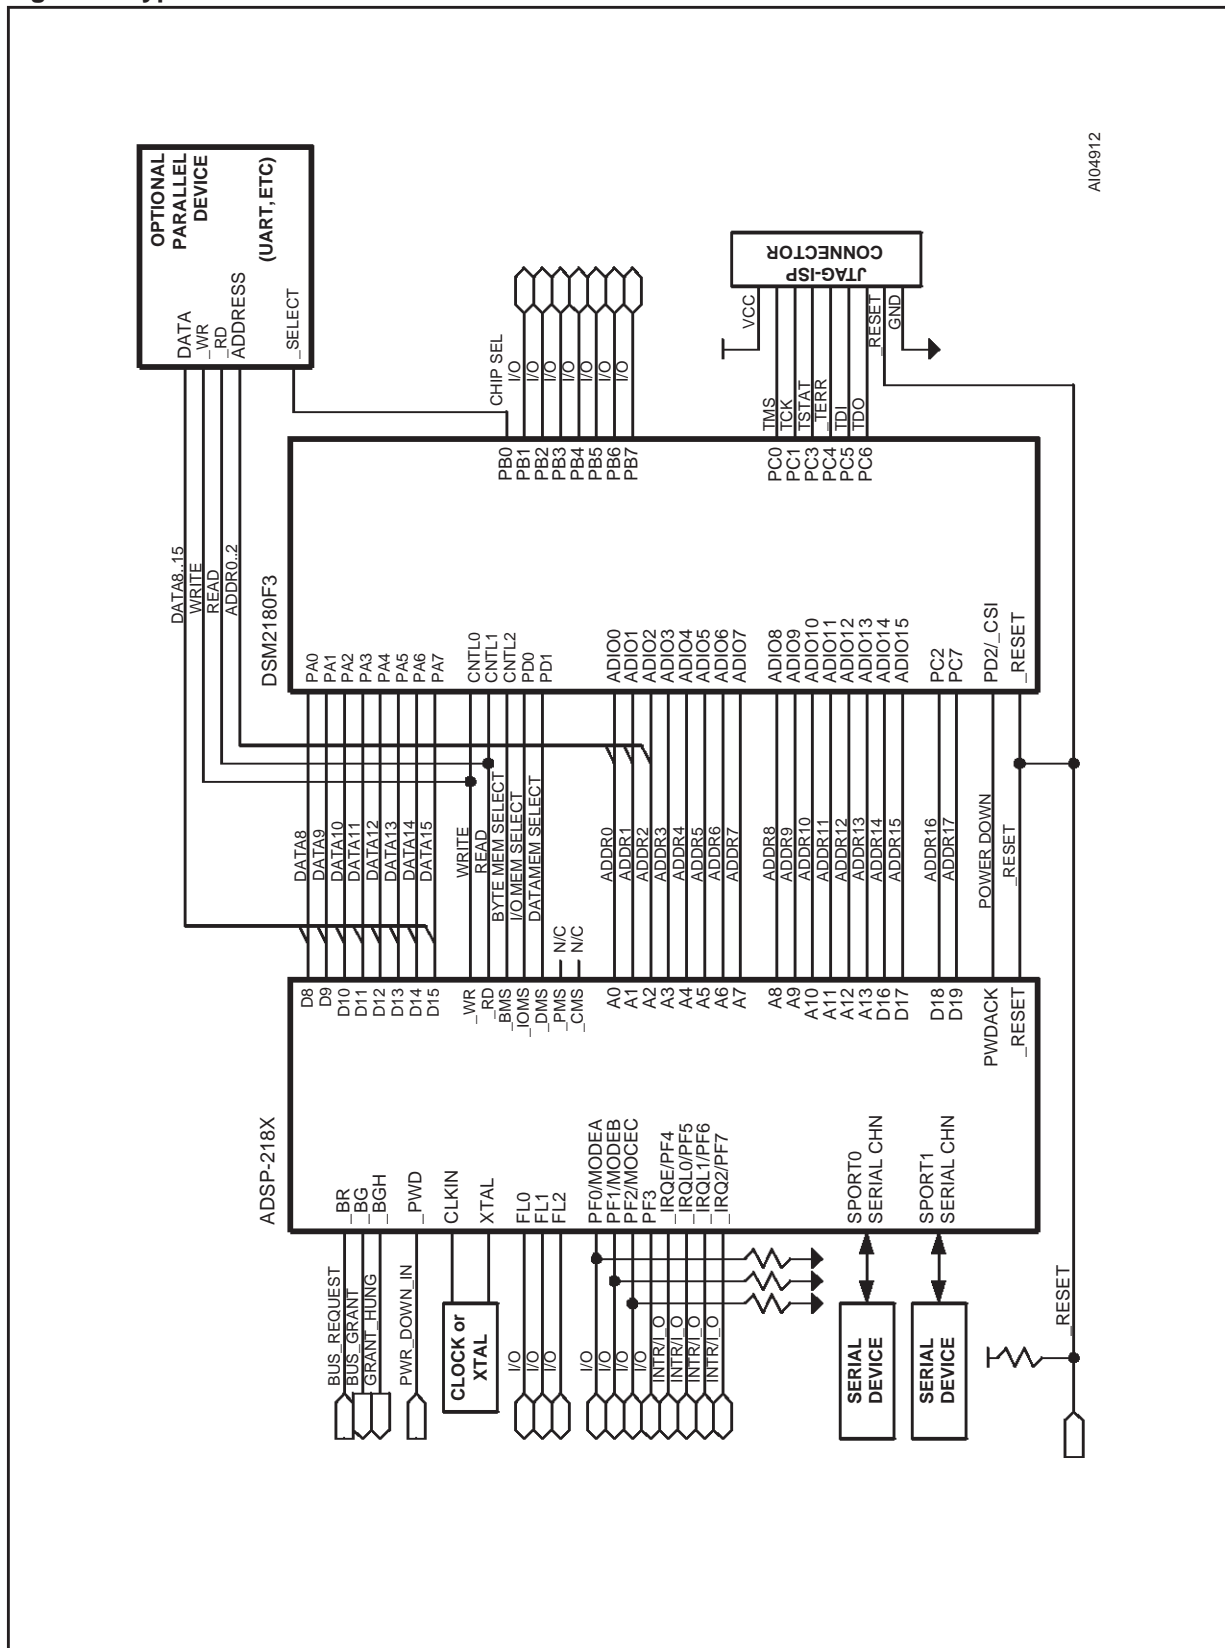 ADSP-218X
BUS_REQUEST
BUS_GRANT
GRANT_HUNG
PWR_DOWN_IN
_BR
_BG
_BGH
_PWD
CLOCK or
XTAL
CLKIN
XTAL
I/O
I/O
I/O
FL0
FL1
FL2
I/O
I/O
I/O
I/O
INTR/I_O
INTR/I_O
INTR/I_O
INTR/I_O
PF0/MODEA
PF1/MODEB
PF2/MOCEC
PF3
_IRQE/PF4
_IRQL0/PF5
_IRQL1/PF6
_IRQ2/PF7
SERIAL
DEVICE
SPORT0
SERIAL CHN
SERIAL
DEVICE
SPORT1
SERIAL CHN
_RESET
D8
D9
D10
D11
D12
D13
D14
D15
_WR
_RD
_BMS
_IOMS
_DMS
_PMS
_CMS
N/C
N/C
A0
A1
A2
A3
A4
A5
A6
A7
A8
A9
A10
A11
A12
A13
D16
D17
D18
D19
PWDACK
_RESET
DATA8
DATA9
DATA10
DATA11
DATA12
DATA13
DATA14
DATA15
WRITE
READ
BYTE MEM SELECT
I/O MEM SELECT
DATAMEM SELECT
ADDR0
ADDR1
ADDR2
ADDR3
ADDR4
ADDR5
ADDR6
ADDR7
ADDR8
ADDR9
ADDR10
ADDR11
ADDR12
ADDR13
ADDR14
ADDR15
ADDR16
ADDR17
POWER DOWN
_RESET
DSM2180F3
PA0
PA1
PA2
PA3
PA4
PA5
PA6
PA7
CNTL0
CNTL1
CNTL2
PD0
PD1
ADIO0
ADIO1
ADIO2
ADIO3
ADIO4
ADIO5
ADIO6
ADIO7
ADIO8
ADIO9
ADIO10
ADIO11
ADIO12
ADIO13
ADIO14
ADIO15
PC2
PC7
PD2/_CSI
_RESET
DATA8..15
WRITE
READ
ADDR0..2
PB0
PB1
PB2
PB3
PB4
PB5
PB6
PB7
CHIP SEL
I/O
I/O
I/O
I/O
I/O
I/O
I/O
PC0
PC1
PC3
PC4
PC5
PC6
TMS
TCK
TSTAT
_TERR
TDI
TDO
VCC
_RESET
GND
JTAG-ISP
CONNECTOR
OPTIONAL
PARALLEL
DEVICE
(UART, ETC)
DATA
_WR
_RD
ADDRESS
_SELECT
AI04912